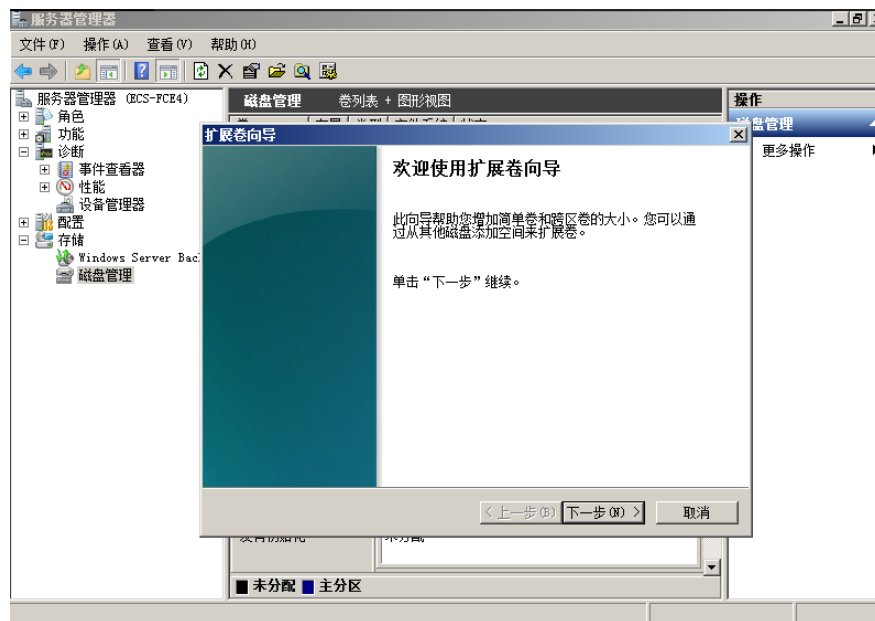 服务器管理器
文件(F) 操作(A) 查看(V) 帮助(H)
服务器管理器 (ECS-FCE4)
角色
功能
诊断
事件查看器
性能
设备管理器
配置
存储
Windows Server Bac
磁盘管理
磁盘管理 卷列表 + 图形视图
操作
磁盘管理
更多操作
扩展卷向导
欢迎使用扩展卷向导
此向导帮助您增加简单卷和跨区卷的大小。您可以通
过从其他磁盘添加空间来扩展卷。
单击“下一步”继续。
< 上一步(B) 下一步(N) > 取消
未分配 主分区